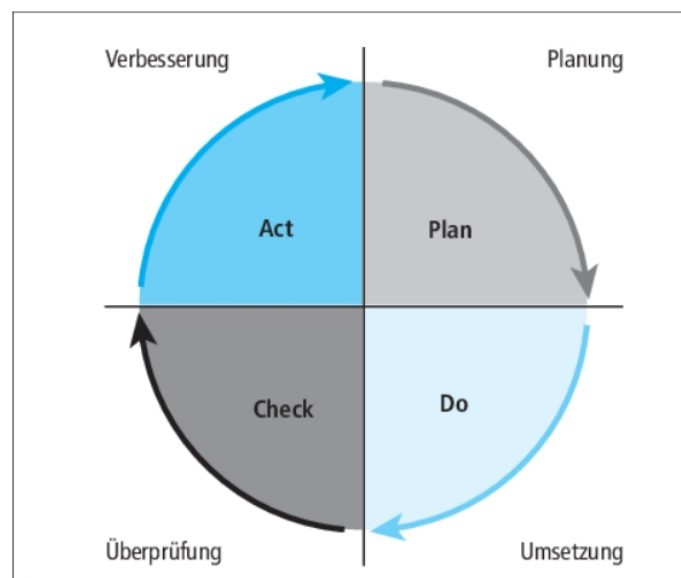 Verbesserung
Planung
Act
Plan
Check
Do
Überprüfung
Umsetzung